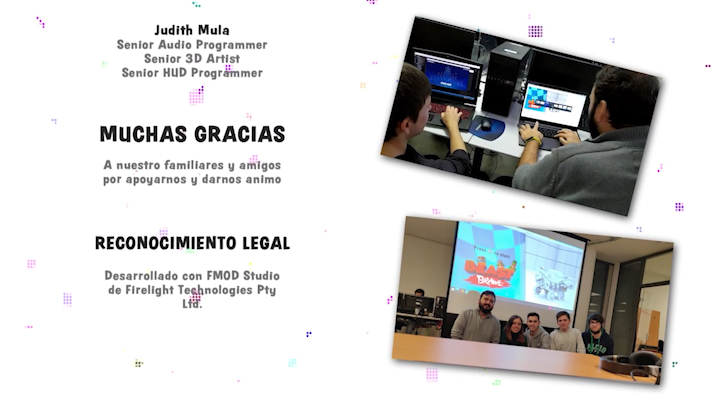 Judith Mula
Senior Audio Programmer
Senior 3D Artist
Senior HUD Programmer
MUCHAS GRACIAS
A nuestro familiares y amigos
por apoyarnos y darnos animo
RECONOCIMIENTO LEGAL
Desarrollado con FMOD Studio
de Firelight Technologies Pty
Ltd.
BRAWL